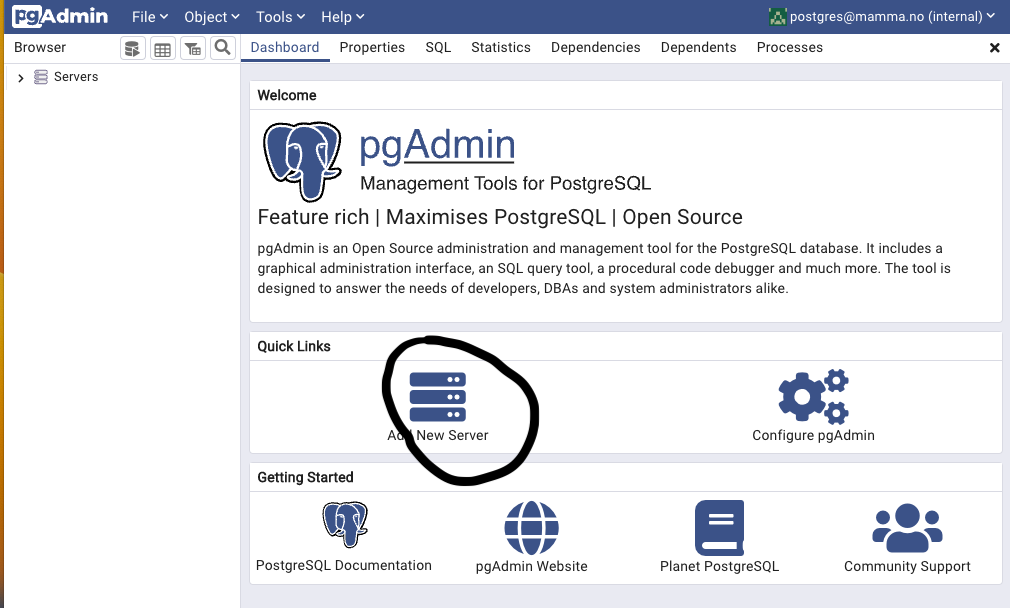 pgAdmin File Object Tools Help postgres@mamma.no (internal)
Browser Dashboard Properties SQL Statistics Dependencies Dependents Processes
Servers
Welcome
pgAdmin
Management Tools for PostgreSQL
Feature rich | Maximises PostgreSQL | Open Source
pgAdmin is an Open Source administration and management tool for the PostgreSQL database. It includes a
graphical administration interface, an SQL query tool, a procedural code debugger and much more. The tool is
designed to answer the needs of developers, DBAs and system administrators alike.
Quick Links
Add New Server Configure pgAdmin
Getting Started
PostgreSQL Documentation pgAdmin Website Planet PostgreSQL Community Support